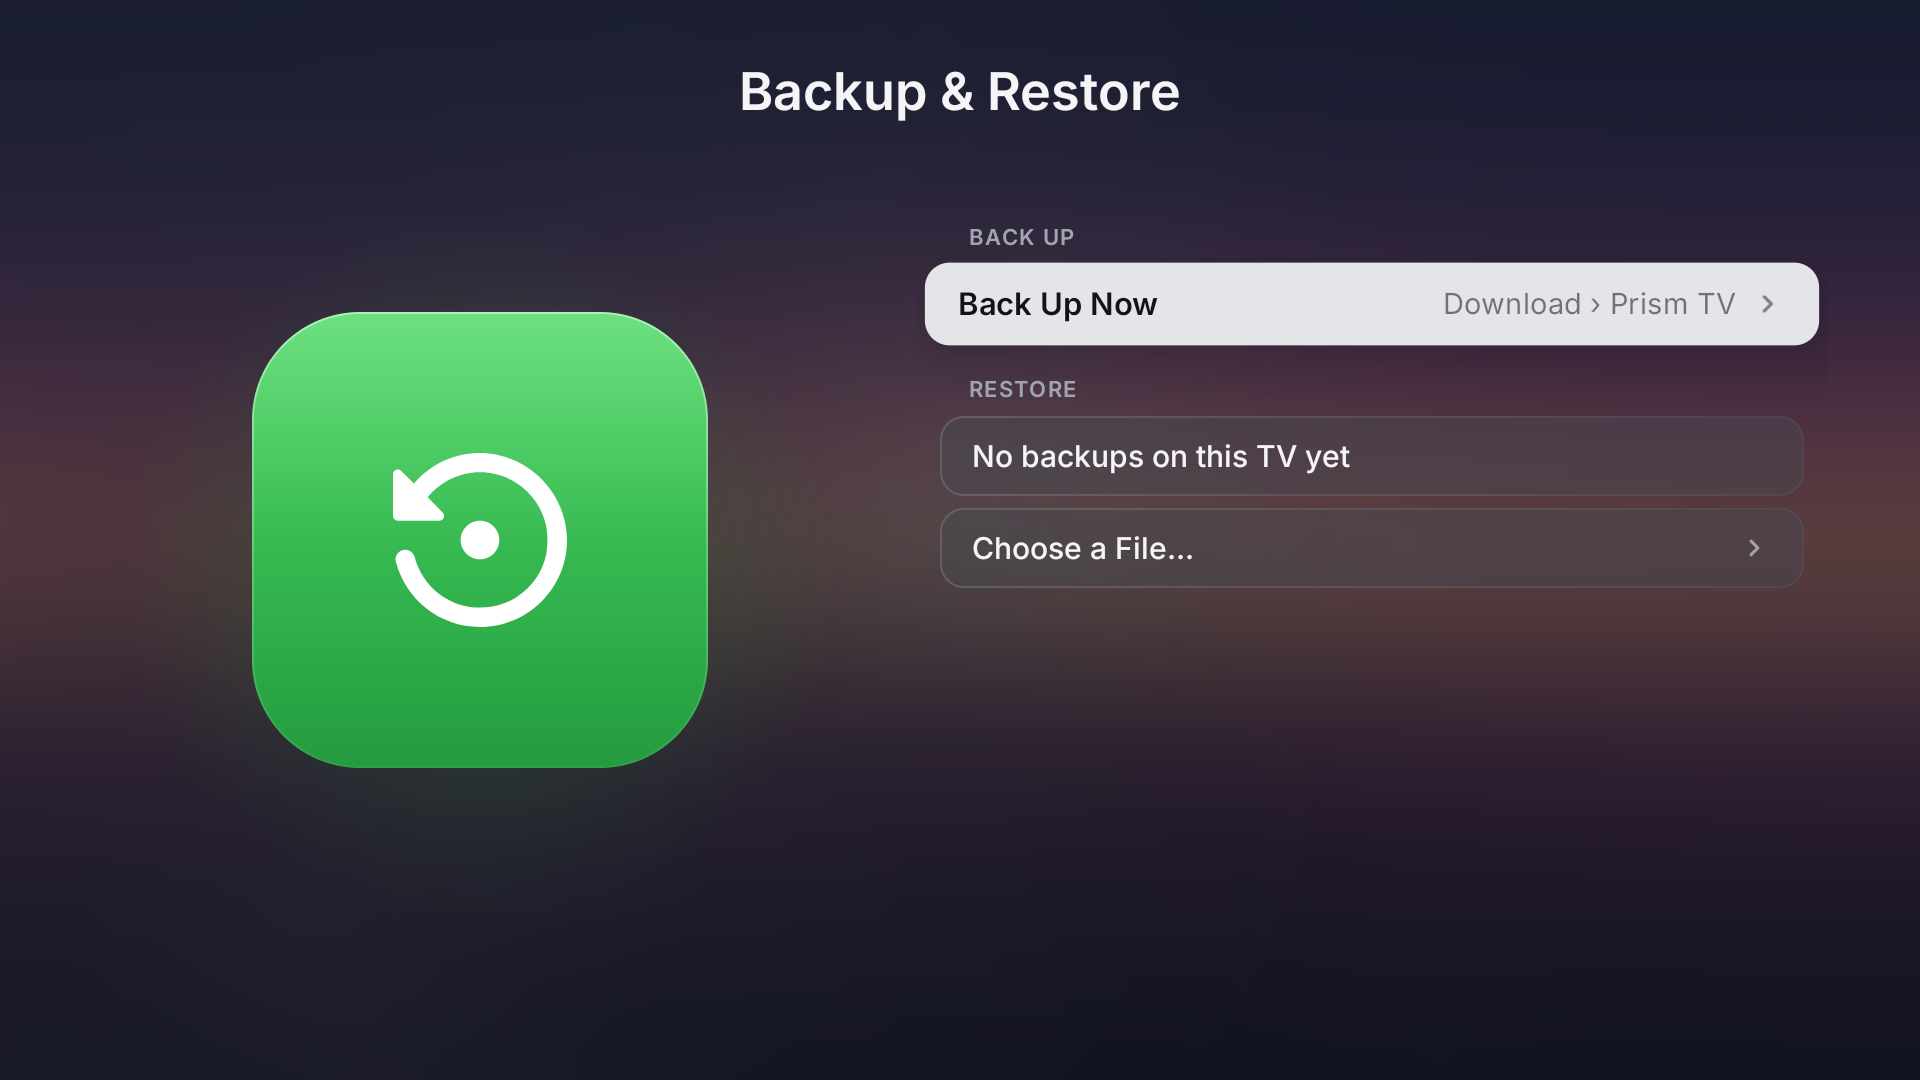 Backup & Restore
BACK UP
Back Up Now Download › Prism TV
RESTORE
No backups on this TV yet
Choose a File...